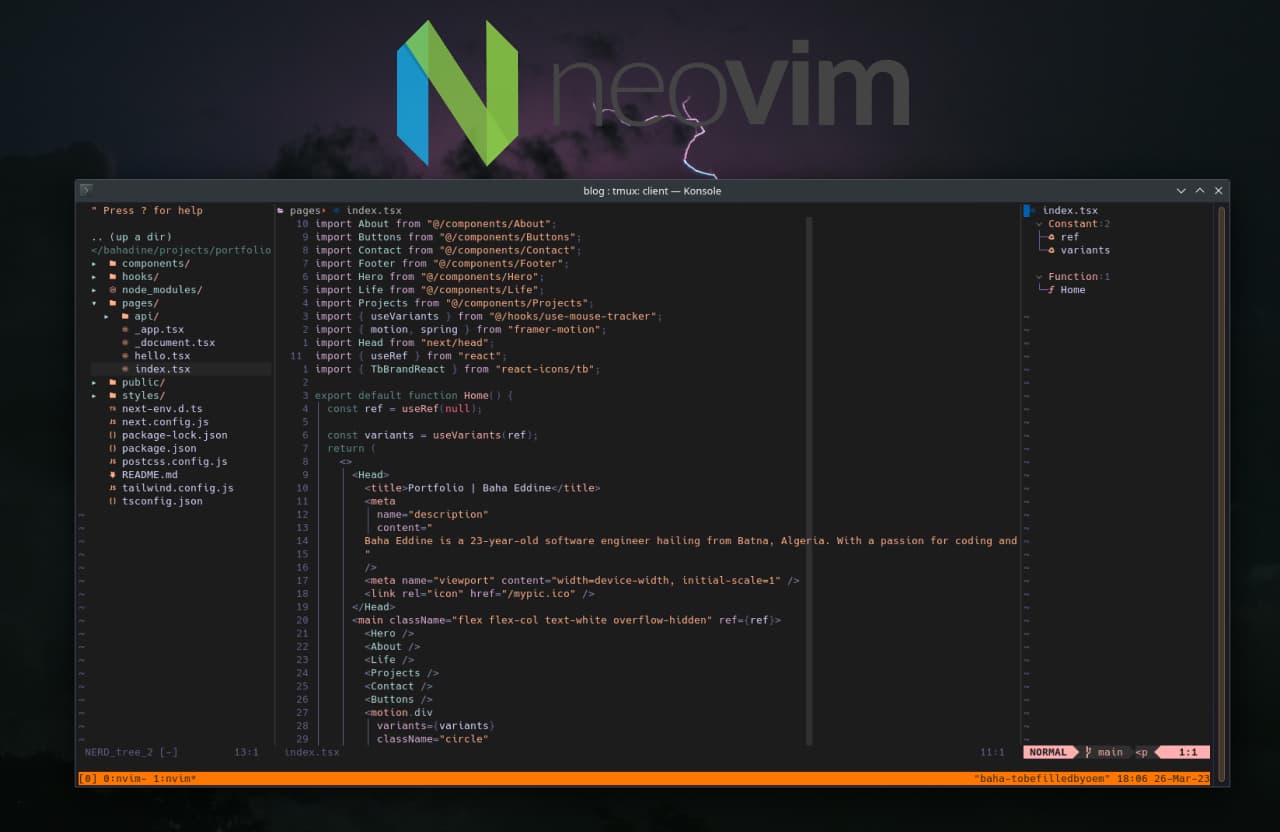 neovim
blog : tmux: client — Konsole
" Press ? for help
.. (up a dir)
</bahadine/projects/portfolio
▸ components/
▸ hooks/
▸ node_modules/
▾ pages/
▸ api/
_app.tsx
_document.tsx
hello.tsx
index.tsx
▸ public/
▸ styles/
TS next-env.d.ts
JS next.config.js
{} package-lock.json
package.json
JS postcss.config.js
README.md
JS tailwind.config.js
{} tsconfig.json
NERD_tree_2 [-] 13:1
pages › index.tsx
10 import About from "@/components/About";
9 import Buttons from "@/components/Buttons";
8 import Contact from "@/components/Contact";
7 import Footer from "@/components/Footer";
6 import Hero from "@/components/Hero";
5 import Life from "@/components/Life";
4 import Projects from "@/components/Projects";
3 import { useVariants } from "@/hooks/use-mouse-tracker";
2 import { motion, spring } from "framer-motion";
1 import Head from "next/head";
11 import { useRef } from "react";
1 import { TbBrandReact } from "react-icons/tb";
2
3 export default function Home() {
4 const ref = useRef(null);
5
6 const variants = useVariants(ref);
7 return (
8 <>
9 <Head>
10 <title>Portfolio | Baha Eddine</title>
11 <meta
12 name="description"
13 content="
14 Baha Eddine is a 23-year-old software engineer hailing from Batna, Algeria. With a passion for coding and
15 "
16 />
17 <meta name="viewport" content="width=device-width, initial-scale=1" />
18 <link rel="icon" href="/mypic.ico" />
19 </Head>
20 <main className="flex flex-col text-white overflow-hidden" ref={ref}>
21 <Hero />
22 <About />
23 <Life />
24 <Projects />
25 <Contact />
26 <Buttons />
27 <motion.div
28 variants={variants}
29 className="circle"
index.tsx 11:1
index.tsx
Constant:2
ref
variants
Function:1
ƒ Home
NORMAL main <p 1:1
[0] 0:nvim- 1:nvim* "baha-tobefilledbyoem" 18:06 26-Mar-23